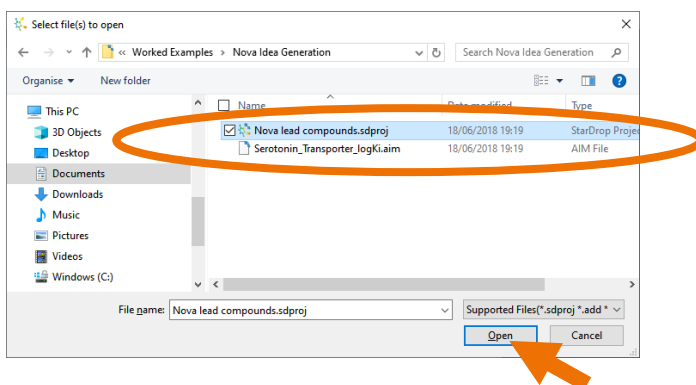 Select file(s) to open
« Worked Examples › Nova Idea Generation
Search Nova Idea Generation
Organise
New folder
This PC
3D Objects
Desktop
Documents
Downloads
Music
Pictures
Videos
Windows (C:)
Name Date modified Type
Nova lead compounds.sdproj 18/06/2018 19:19 StarDrop Projec
Serotonin_Transporter_logKi.aim 18/06/2018 19:19 AIM File
File name: Nova lead compounds.sdproj
Supported Files(*.sdproj *.add *
Open
Cancel